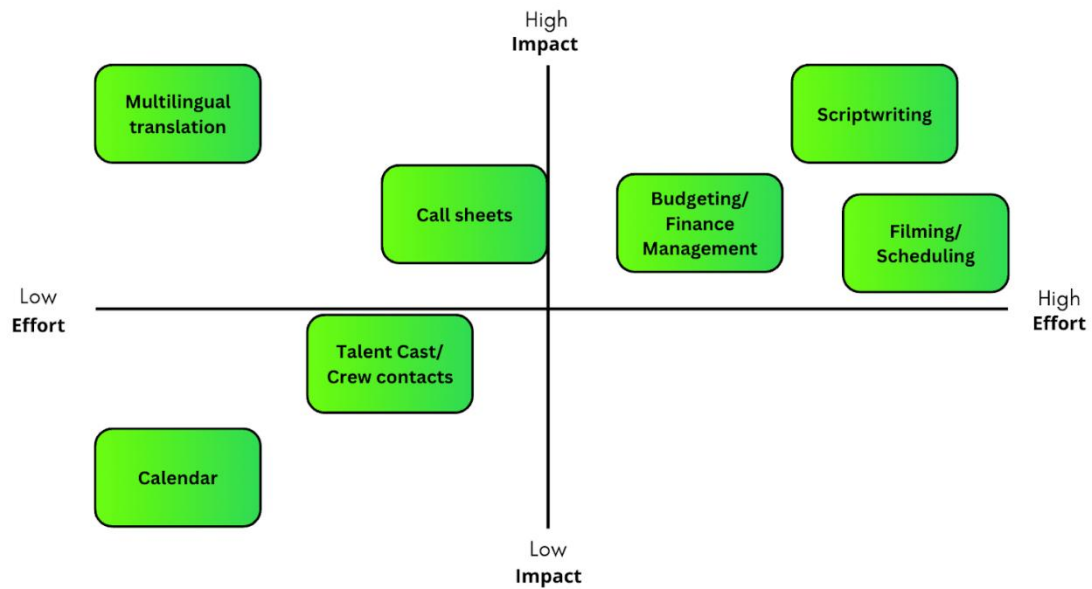 High
Impact
Multilingual
translation
Scriptwriting
Call sheets
Budgeting/
Finance
Management
Filming/
Scheduling
Low
Effort
High
Effort
Talent Cast/
Crew contacts
Calendar
Low
Impact